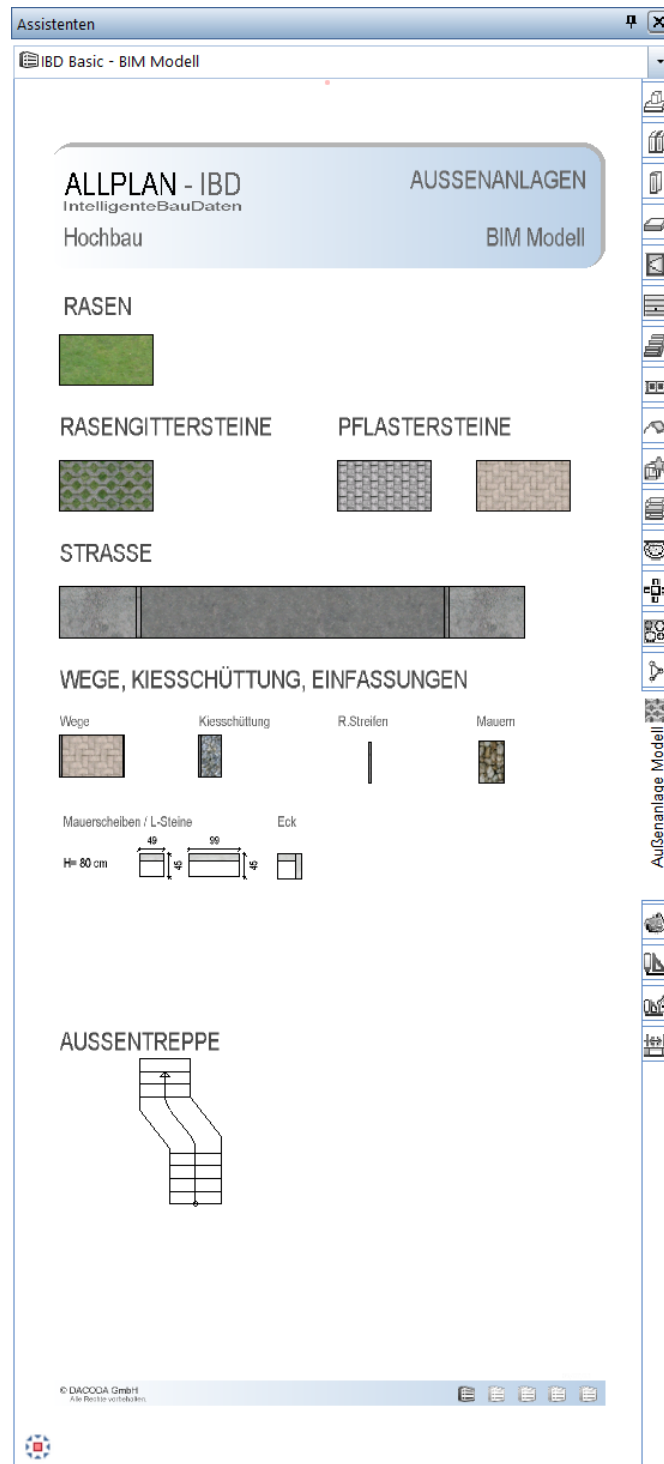 Assistenten
IBD Basic - BIM Modell
ALLPLAN - IBD
IntelligenteBauDaten
Hochbau
AUSSENANLAGEN
BIM Modell
RASEN
RASENGITTERSTEINE PFLASTERSTEINE
STRASSE
WEGE, KIESSCHÜTTUNG, EINFASSUNGEN
Wege Kiesschüttung R.Streifen Mauern
Mauerscheiben / L-Steine Eck
49 99
H= 80 cm 45 45
AUSSENTREPPE
Außenanlage Modell
© DACODA GmbH
Alle Rechte vorbehalten.